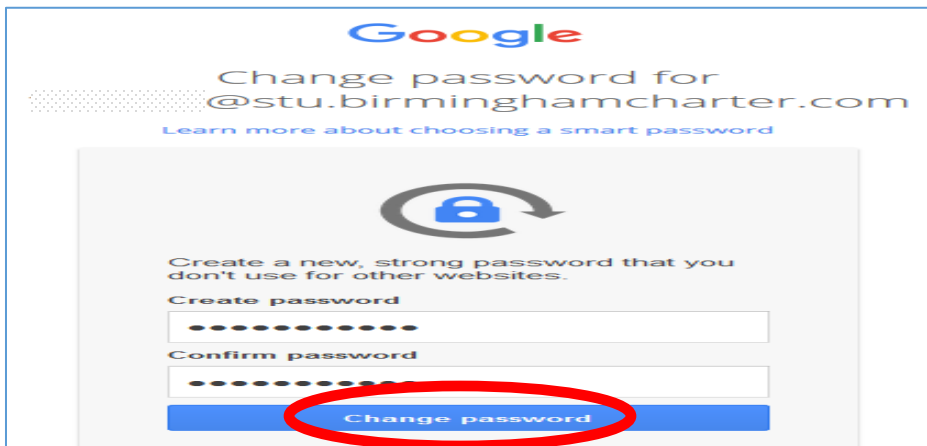 Google
Change password for
@stu.birminghamcharter.com
Learn more about choosing a smart password
Create a new, strong password that you
don't use for other websites.
Create password
●●●●●●●●●●●
Confirm password
●●●●●●●●●●●
Change password